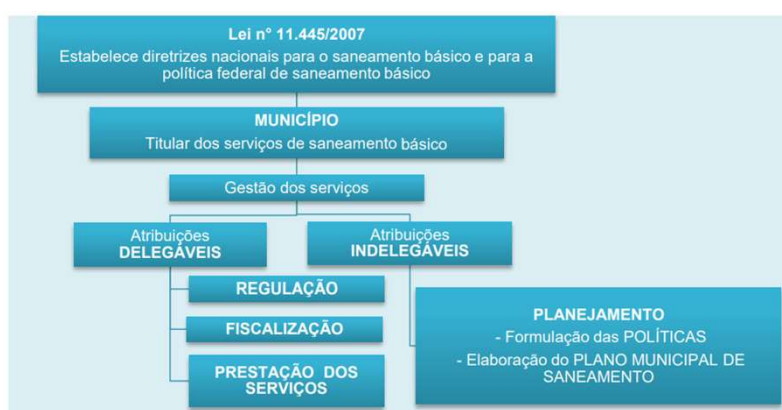 Lei n° 11.445/2007
Estabelece diretrizes nacionais para o saneamento básico e para a
política federal de saneamento básico
MUNICÍPIO
Titular dos serviços de saneamento básico
Gestão dos serviços
Atribuições
DELEGÁVEIS
Atribuições
INDELEGÁVEIS
REGULAÇÃO
FISCALIZAÇÃO
PRESTAÇÃO DOS
SERVIÇOS
PLANEJAMENTO
- Formulação das POLÍTICAS
- Elaboração do PLANO MUNICIPAL DE
SANEAMENTO